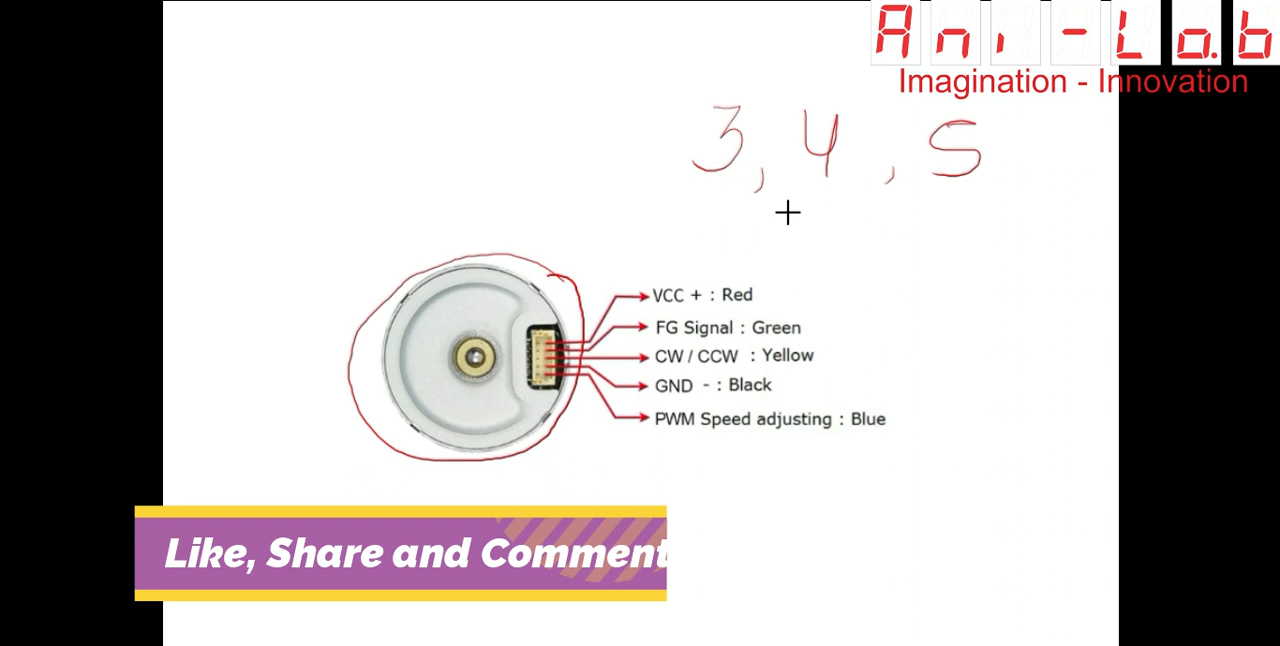 Ani-Lab
Imagination - Innovation
3, 4, 5
VCC + : Red
FG Signal : Green
CW / CCW : Yellow
GND - : Black
PWM Speed adjusting : Blue
Like, Share and Comment